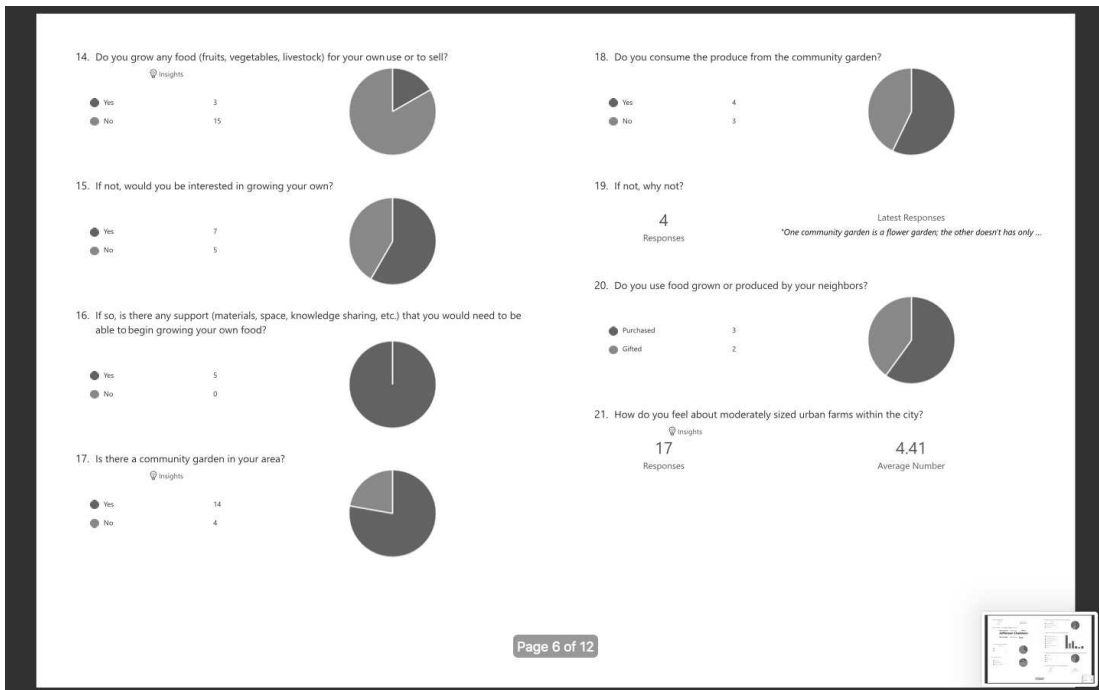 14. Do you grow any food (fruits, vegetables, livestock) for your own use or to sell?
Insights
Yes 3
No 15
15. If not, would you be interested in growing your own?
Yes 7
No 5
16. If so, is there any support (materials, space, knowledge sharing, etc.) that you would need to be
able to begin growing your own food?
Yes 5
No 0
17. Is there a community garden in your area?
Insights
Yes 14
No 4
18. Do you consume the produce from the community garden?
Yes 4
No 3
19. If not, why not?
4
Responses
Latest Responses
"One community garden is a flower garden; the other doesn't has only ...
20. Do you use food grown or produced by your neighbors?
Purchased 3
Gifted 2
21. How do you feel about moderately sized urban farms within the city?
Insights
17
Responses
4.41
Average Number
Page 6 of 12